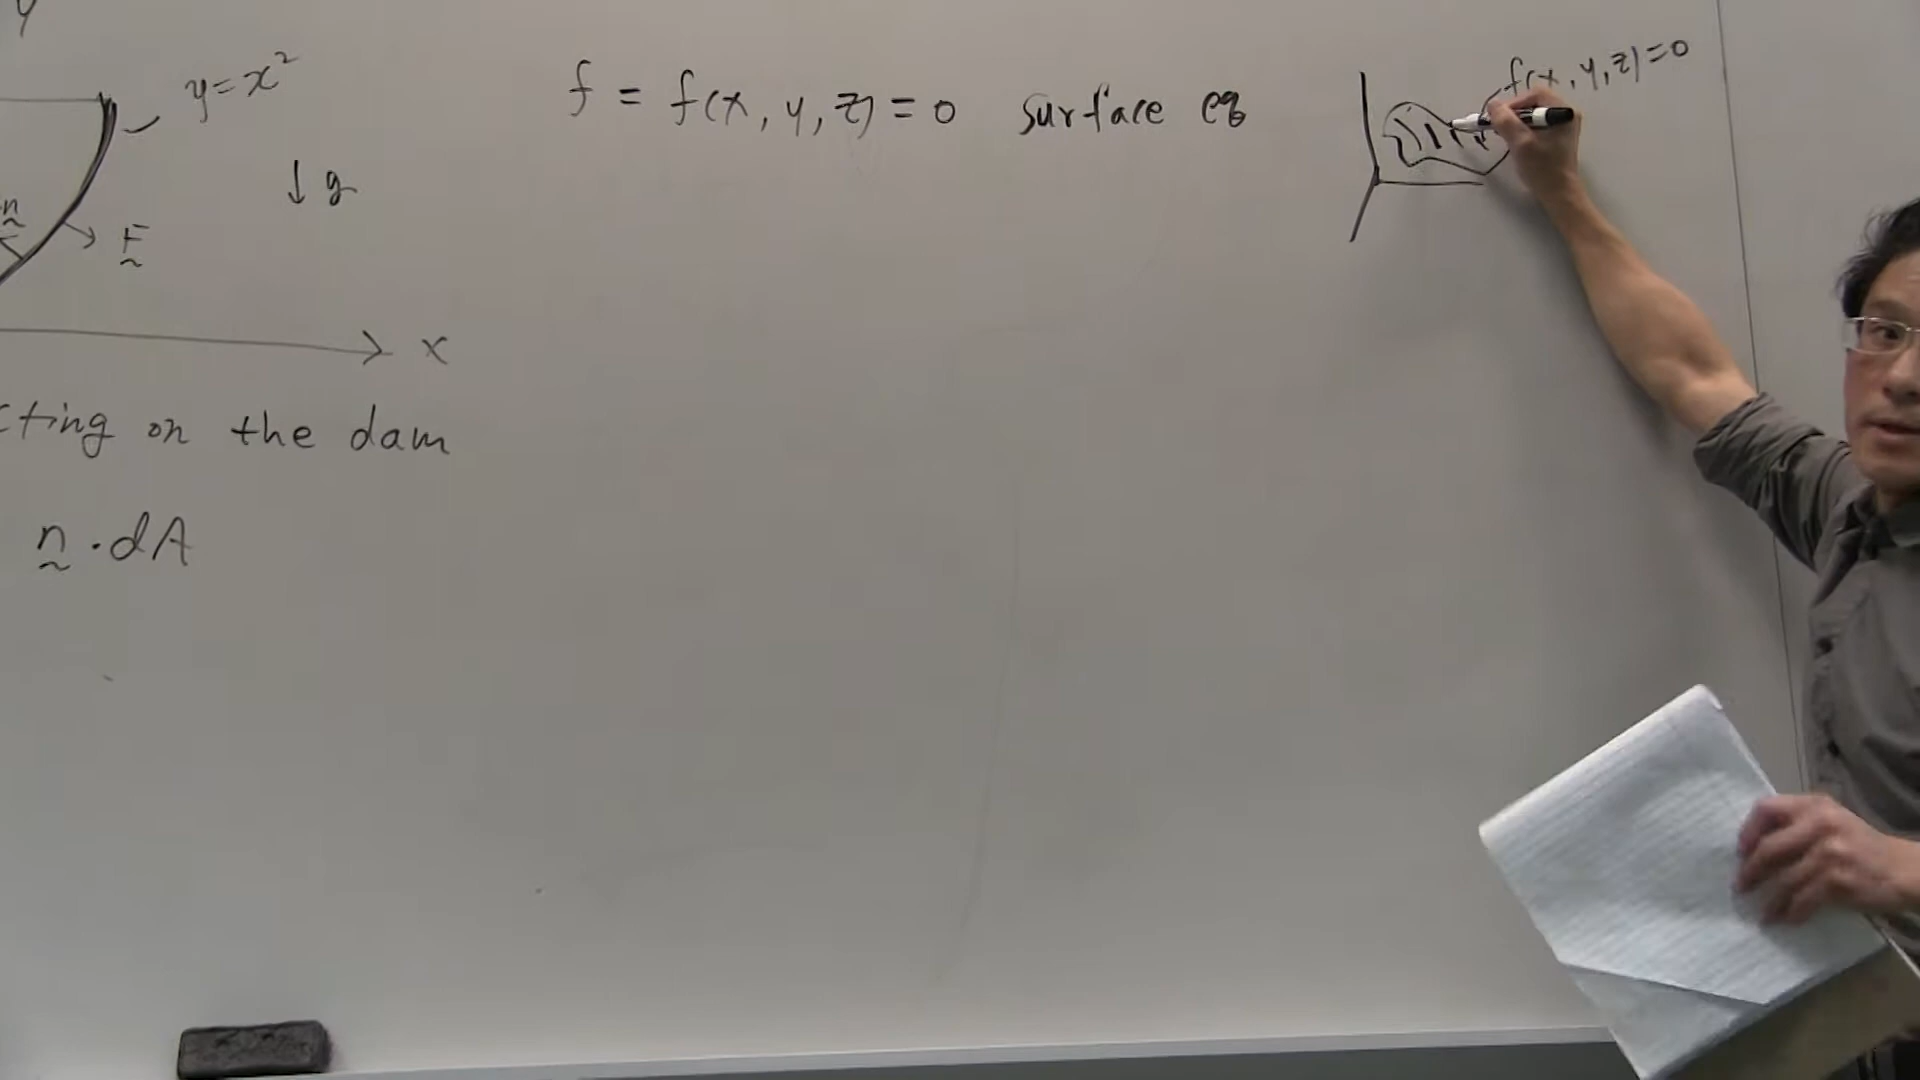 y
y=x²
f = f(x, y, z) = 0 surface eq
f(x, y, z)=0
↓ g
n
F
x
cting on the dam
n · dA